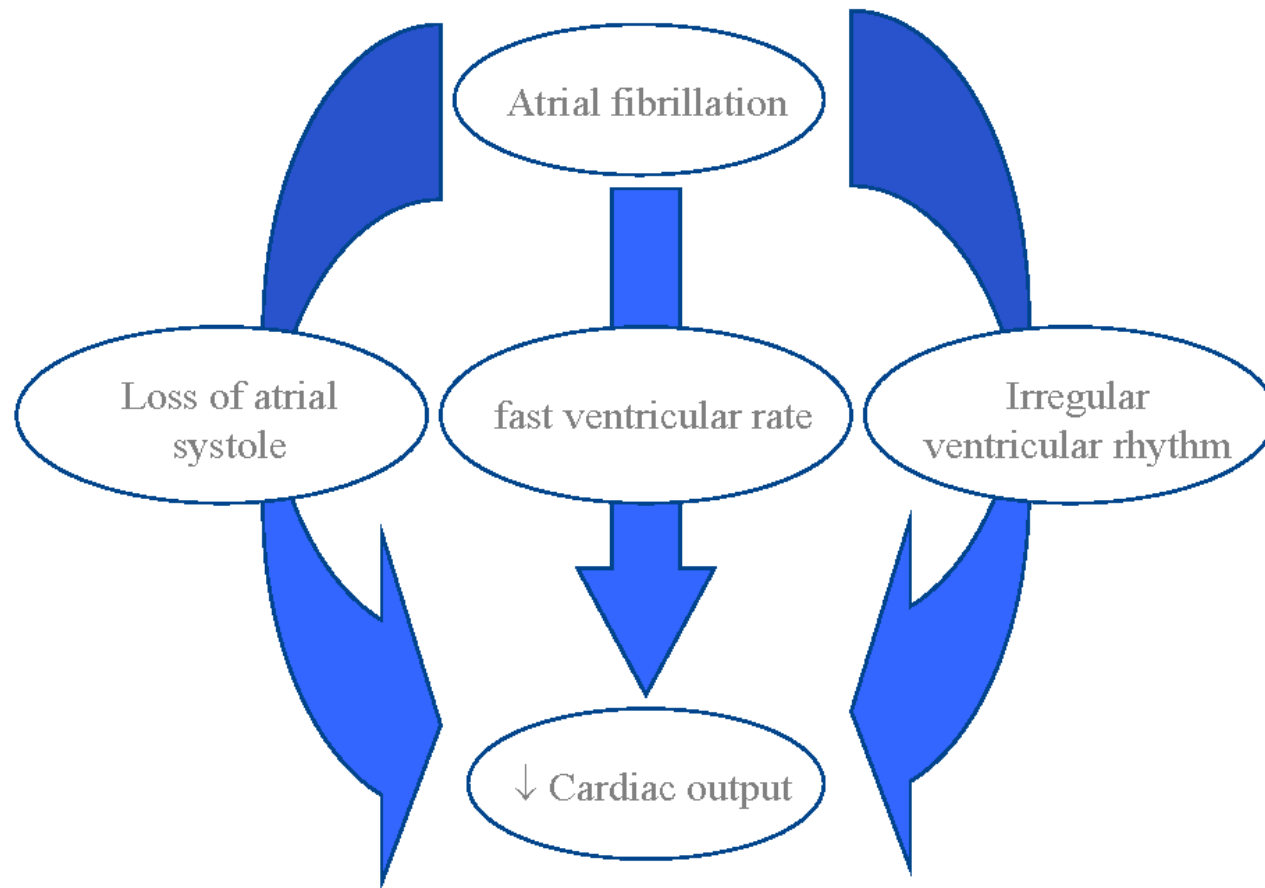 Atrial fibrillation
Loss of atrial
systole
fast ventricular rate
Irregular
ventricular rhythm
↓ Cardiac output